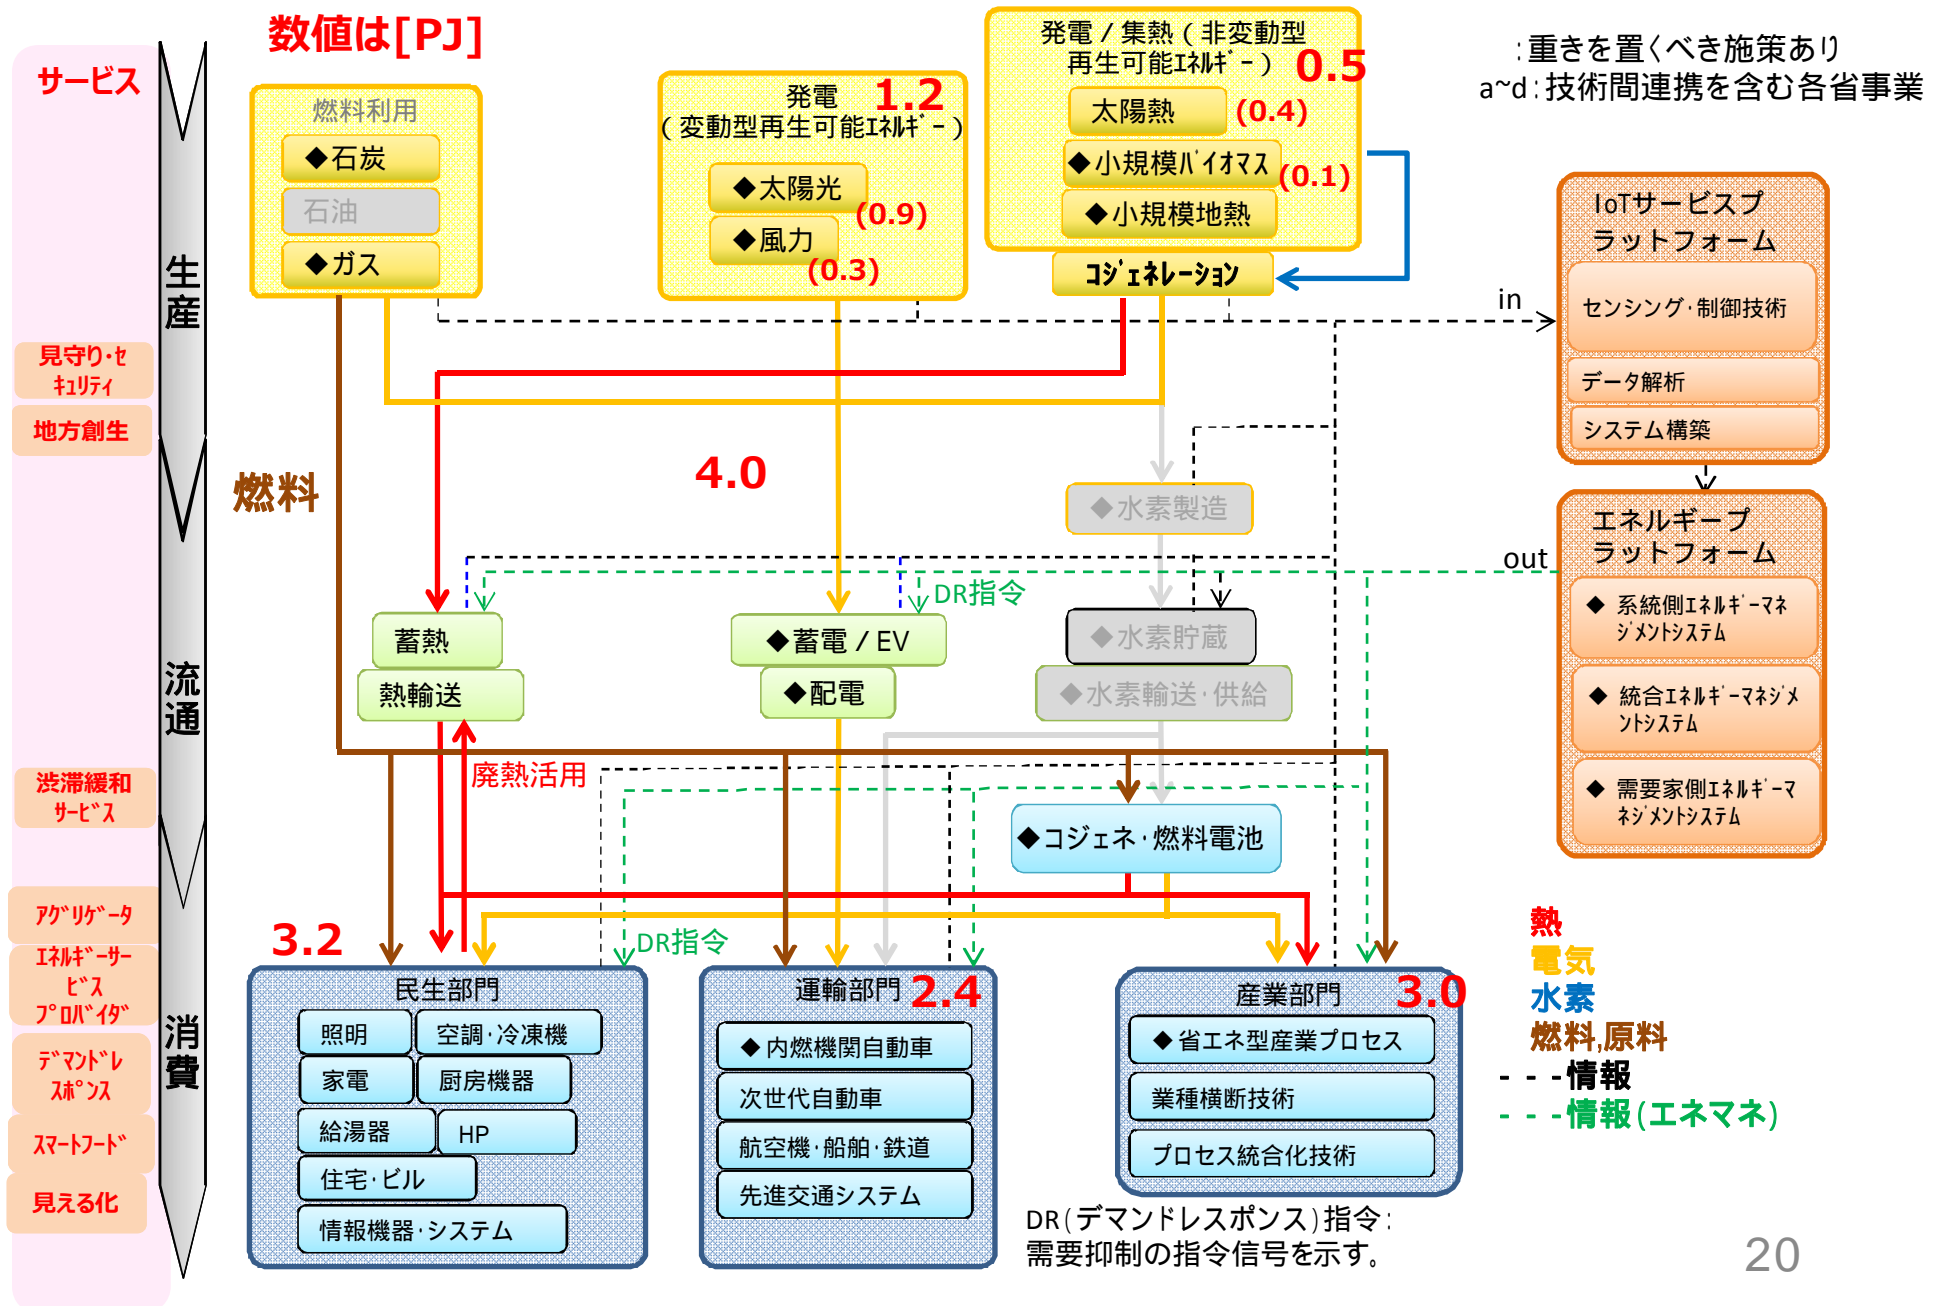 数値は[PJ]
サービス
見守り・セ
キュリティ
地方創生
渋滞緩和
サービス
アグリゲータ
エネルギーサー
ビス
プロバイダ
デマンドレ
スポンス
スマートフード
見える化
生産
流通
消費
燃料利用
◆石炭
石油
◆ガス
発電 1.2
(変動型再生可能エネルギー)
◆太陽光
(0.9)
◆風力
(0.3)
発電/集熱(非変動型
再生可能エネルギー) 0.5
太陽熱 (0.4)
◆小規模バイオマス (0.1)
◆小規模地熱
コジェネレーション
:重きを置くべき施策あり
a~d:技術間連携を含む各省事業
in
IoTサービスプ
ラットフォーム
センシング・制御技術
データ解析
システム構築
燃料
4.0
◆水素製造
out
エネルギープ
ラットフォーム
◆ 系統側エネルギーマネ
ジメントシステム
◆ 統合エネルギーマネジメ
ントシステム
◆ 需要家側エネルギーマ
ネジメントシステム
DR指令
蓄熱
熱輸送
◆蓄電/EV
◆配電
◆水素貯蔵
◆水素輸送・供給
廃熱活用
◆コジェネ・燃料電池
DR指令
3.2
民生部門
照明
空調・冷凍機
家電
厨房機器
給湯器
HP
住宅・ビル
情報機器・システム
運輸部門 2.4
◆内燃機関自動車
次世代自動車
航空機・船舶・鉄道
先進交通システム
産業部門 3.0
◆省エネ型産業プロセス
業種横断技術
プロセス統合化技術
熱
電気
水素
燃料,原料
- - -情報
- - -情報(エネマネ)
DR(デマンドレスポンス)指令:
需要抑制の指令信号を示す。
20